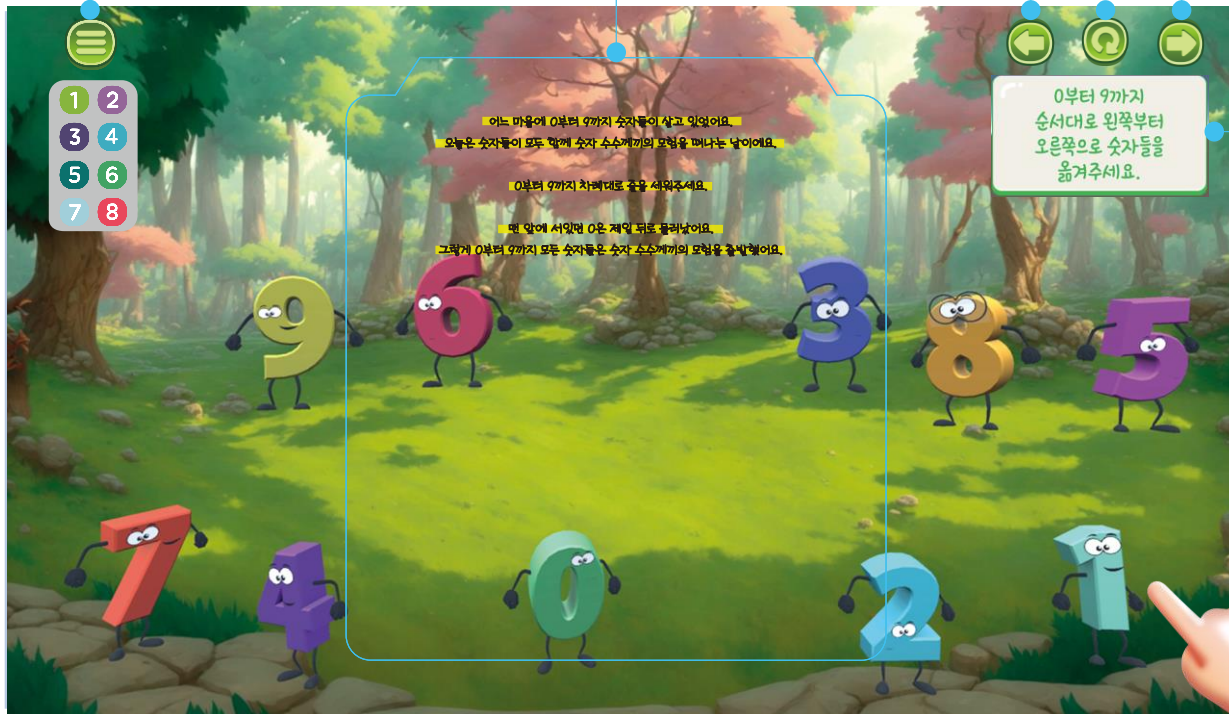 1 2
3 4
5 6
7 8
어느 마을에 0부터 9까지 숫자들이 살고 있었어요.
오늘은 숫자들이 모두 함께 숫자 수수께끼의 모험을 떠나는 날이에요.
0부터 9까지 차례대로 줄을 세워주세요.
맨 앞에 서있던 0은 제일 뒤로 물러났어요.
그렇게 0부터 9까지 모든 숫자들은 숫자 수수께끼의 모험을 출발했어요.
0부터 9까지
순서대로 왼쪽부터
오른쪽으로 숫자들을
옮겨주세요.
9 6 3 8 5
7 4 0 2 1